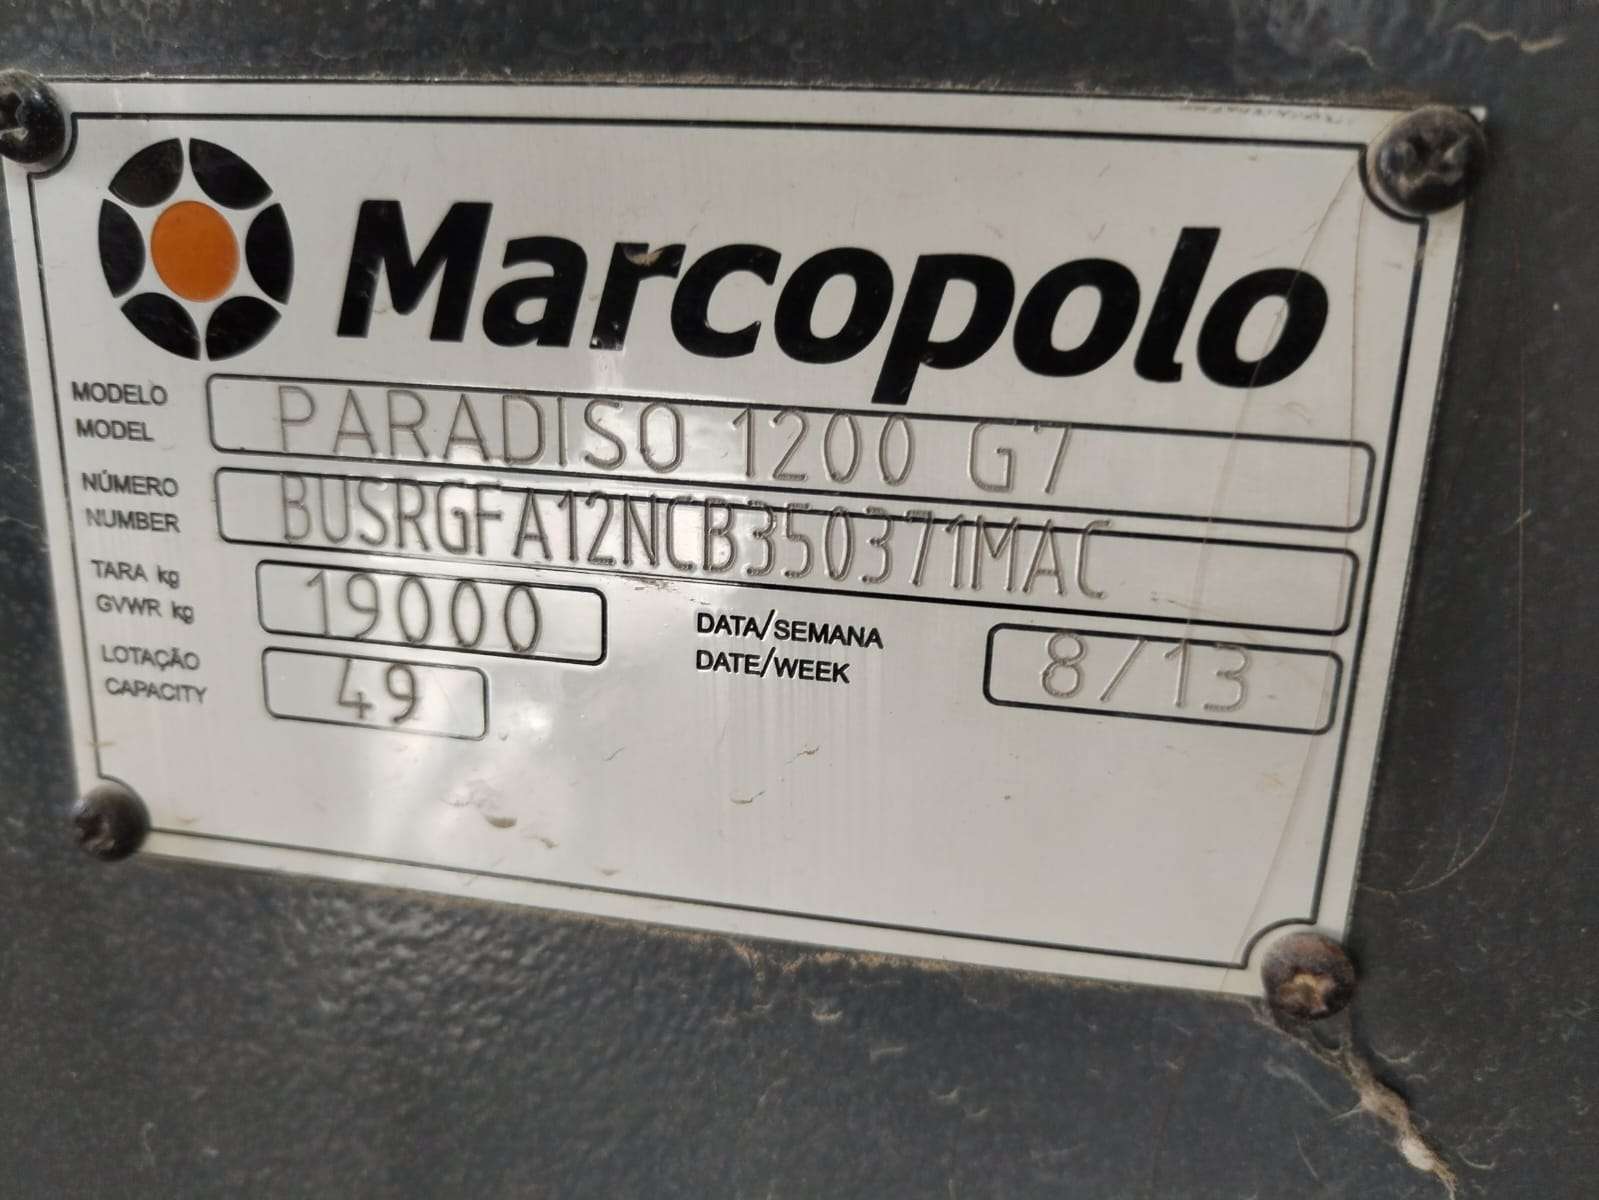 Marcopolo
MODELO
MODEL
PARADISO 1200 G7
NÚMERO
NUMBER
BUSRGFA12NCB350371MAC
TARA kg
GVWR kg
19000
DATA/SEMANA
DATE/WEEK
8/13
LOTAÇÃO
CAPACITY
49